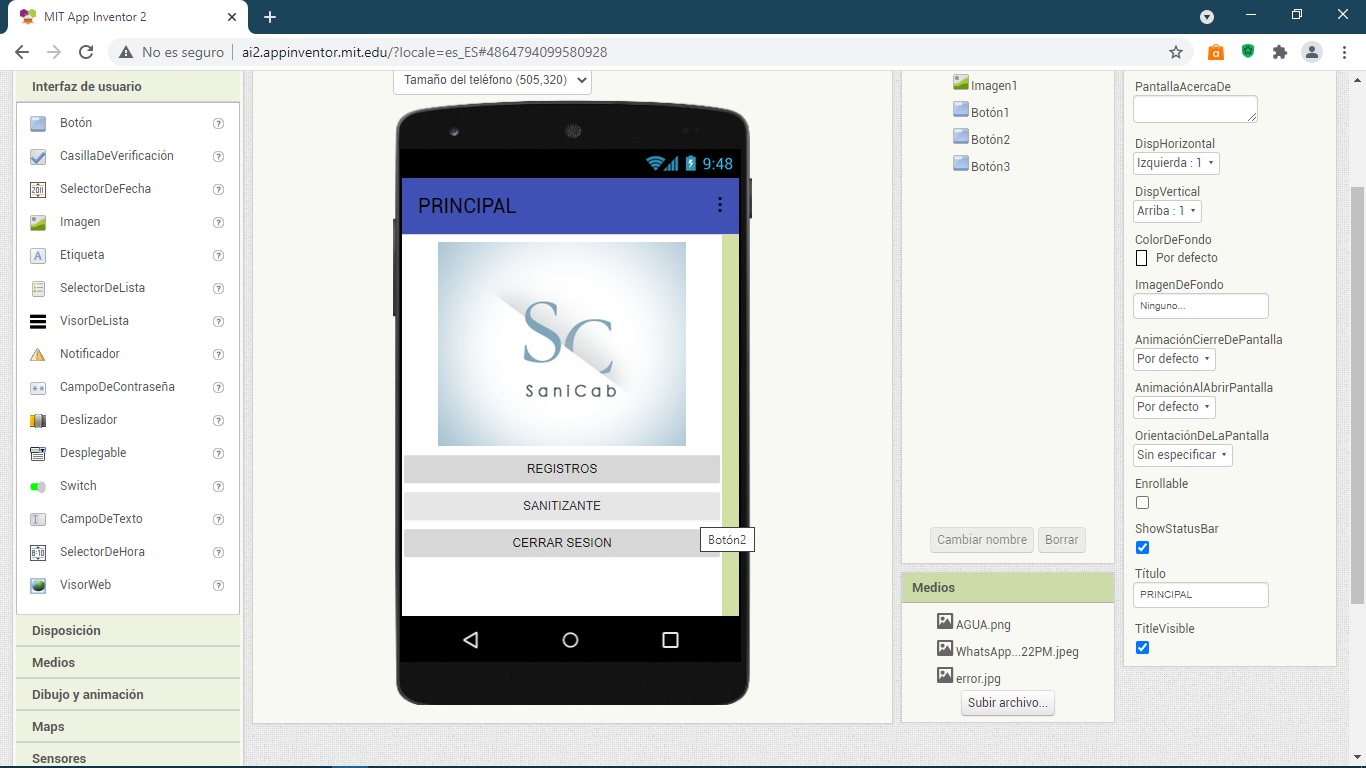 MIT App Inventor 2
No es seguro
ai2.appinventor.mit.edu/?locale=es_ES#4864794099580928
Interfaz de usuario
Botón
CasillaDeVerificación
SelectorDeFecha
Imagen
Etiqueta
SelectorDeLista
VisorDeLista
Notificador
CampoDeContraseña
Deslizador
Desplegable
Switch
CampoDeTexto
SelectorDeHora
VisorWeb
Disposición
Medios
Dibujo y animación
Maps
Sensores
Tamaño del teléfono (505,320)
9:48
PRINCIPAL
SC
SaniCab
REGISTROS
SANITIZANTE
CERRAR SESION
Botón2
Imagen1
Botón1
Botón2
Botón3
Cambiar nombre
Borrar
Medios
AGUA.png
WhatsApp...22PM.jpeg
error.jpg
Subir archivo...
PantallaAcercaDe
DispHorizontal
Izquierda : 1
DispVertical
Arriba : 1
ColorDeFondo
Por defecto
ImagenDeFondo
Ninguno...
AnimaciónCierreDePantalla
Por defecto
AnimaciónAlAbrirPantalla
Por defecto
OrientaciónDeLaPantalla
Sin especificar
Enrollable
ShowStatusBar
Título
PRINCIPAL
TitleVisible